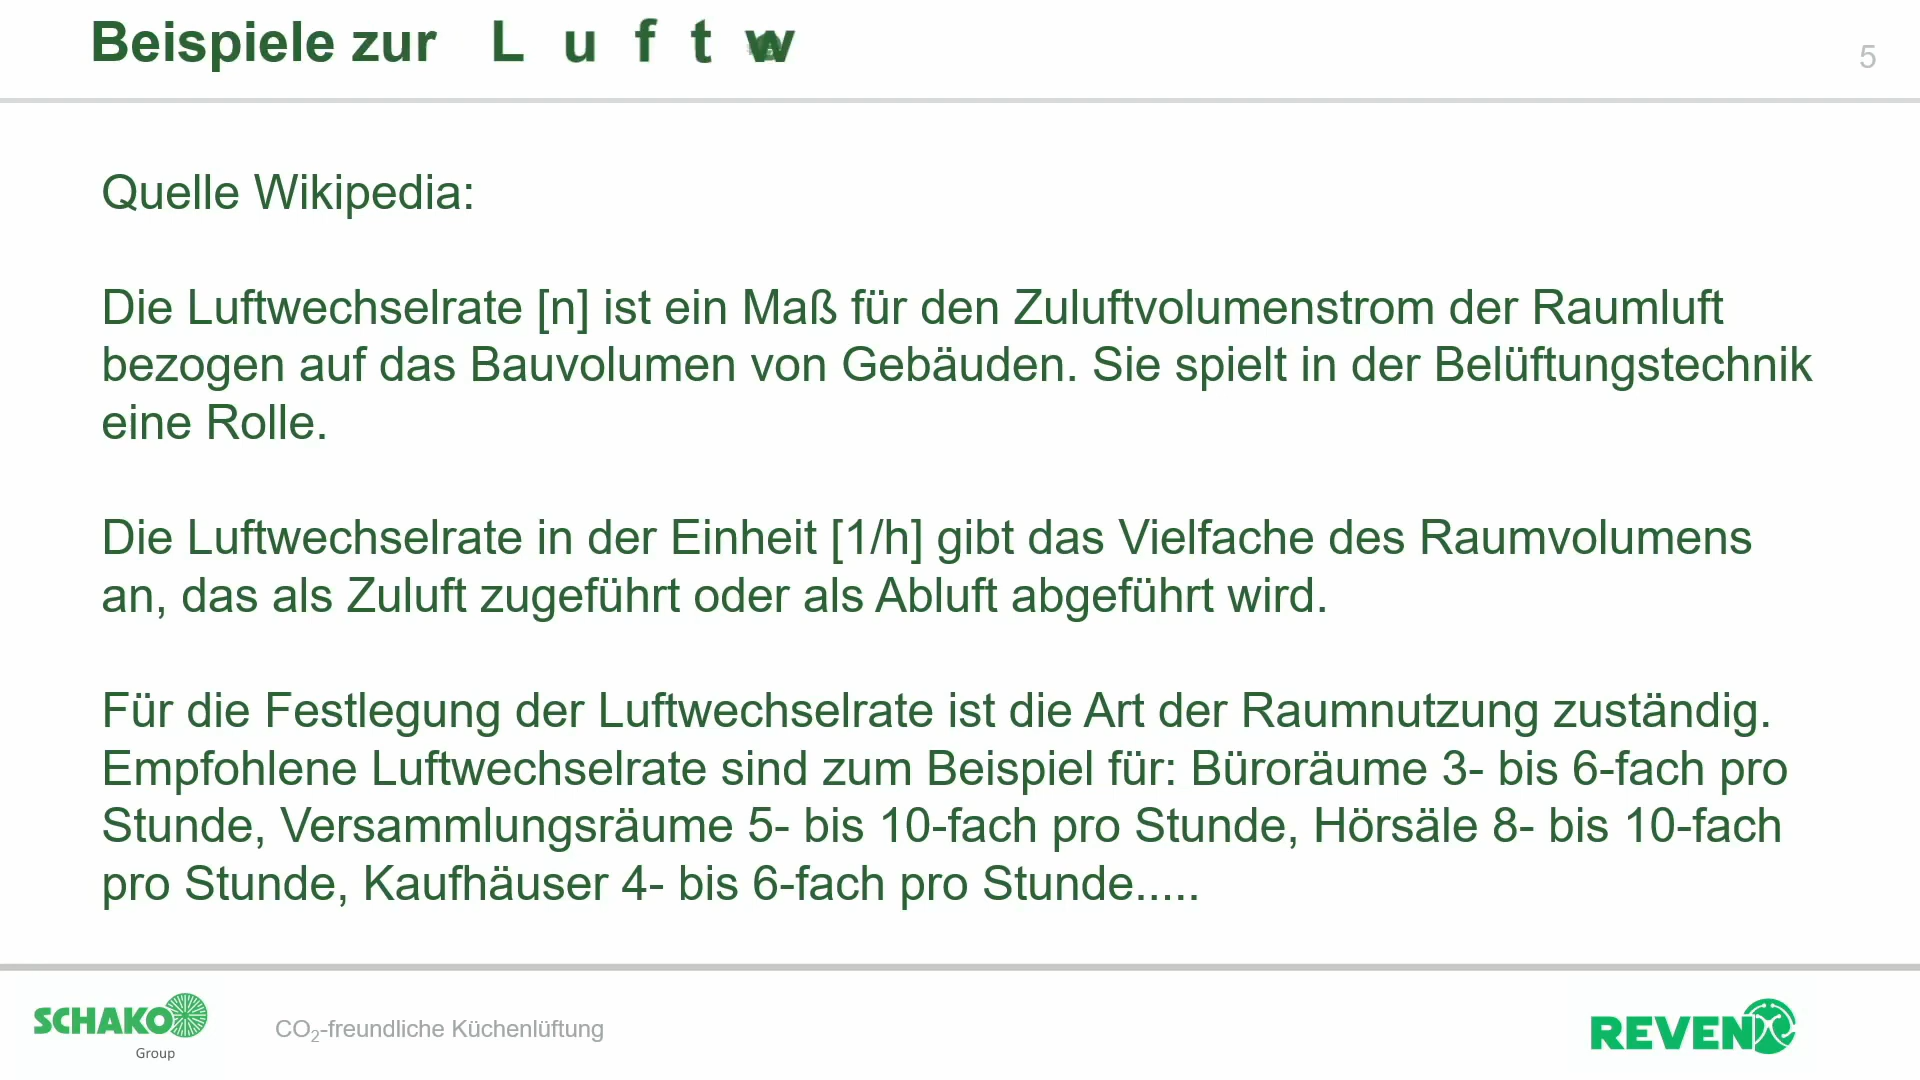 Beispiele zur L u f t w
5
Quelle Wikipedia:
Die Luftwechselrate [n] ist ein Maß für den Zuluftvolumenstrom der Raumluft
bezogen auf das Bauvolumen von Gebäuden. Sie spielt in der Belüftungstechnik
eine Rolle.
Die Luftwechselrate in der Einheit [1/h] gibt das Vielfache des Raumvolumens
an, das als Zuluft zugeführt oder als Abluft abgeführt wird.
Für die Festlegung der Luftwechselrate ist die Art der Raumnutzung zuständig.
Empfohlene Luftwechselrate sind zum Beispiel für: Büroräume 3- bis 6-fach pro
Stunde, Versammlungsräume 5- bis 10-fach pro Stunde, Hörsäle 8- bis 10-fach
pro Stunde, Kaufhäuser 4- bis 6-fach pro Stunde.....
SCHAKO
Group
CO₂-freundliche Küchenlüftung
REVEN